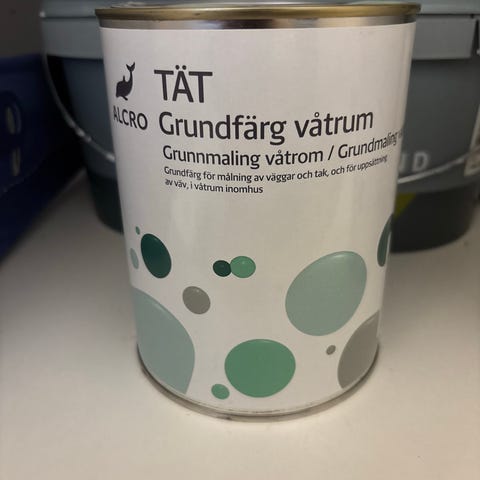 ALCRO
TÄT
Grundfärg våtrum
Grunnmaling våtrom / Grundmaling
Grundfärg för målning av väggar och tak, och för uppsättning
av väv, i våtrum inomhus